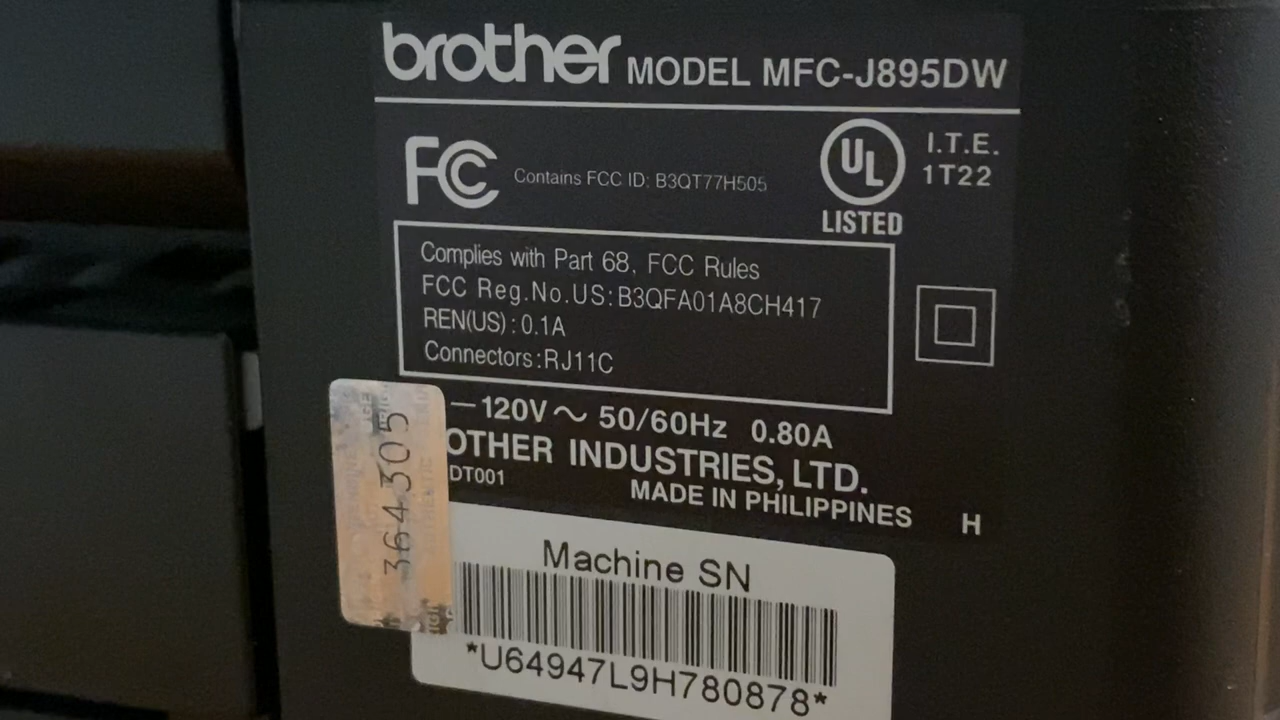 brother MODEL MFC-J895DW
FC Contains FCC ID: B3QT77H505
UL LISTED
I.T.E.
1T22
Complies with Part 68, FCC Rules
FCC Reg.No.US:B3QFA01A8CH417
REN(US):0.1A
Connectors:RJ11C
—120V～ 50/60Hz 0.80A
OTHER INDUSTRIES, LTD.
DT001
MADE IN PHILIPPINES H
364305
Machine SN
*U64947L9H780878*